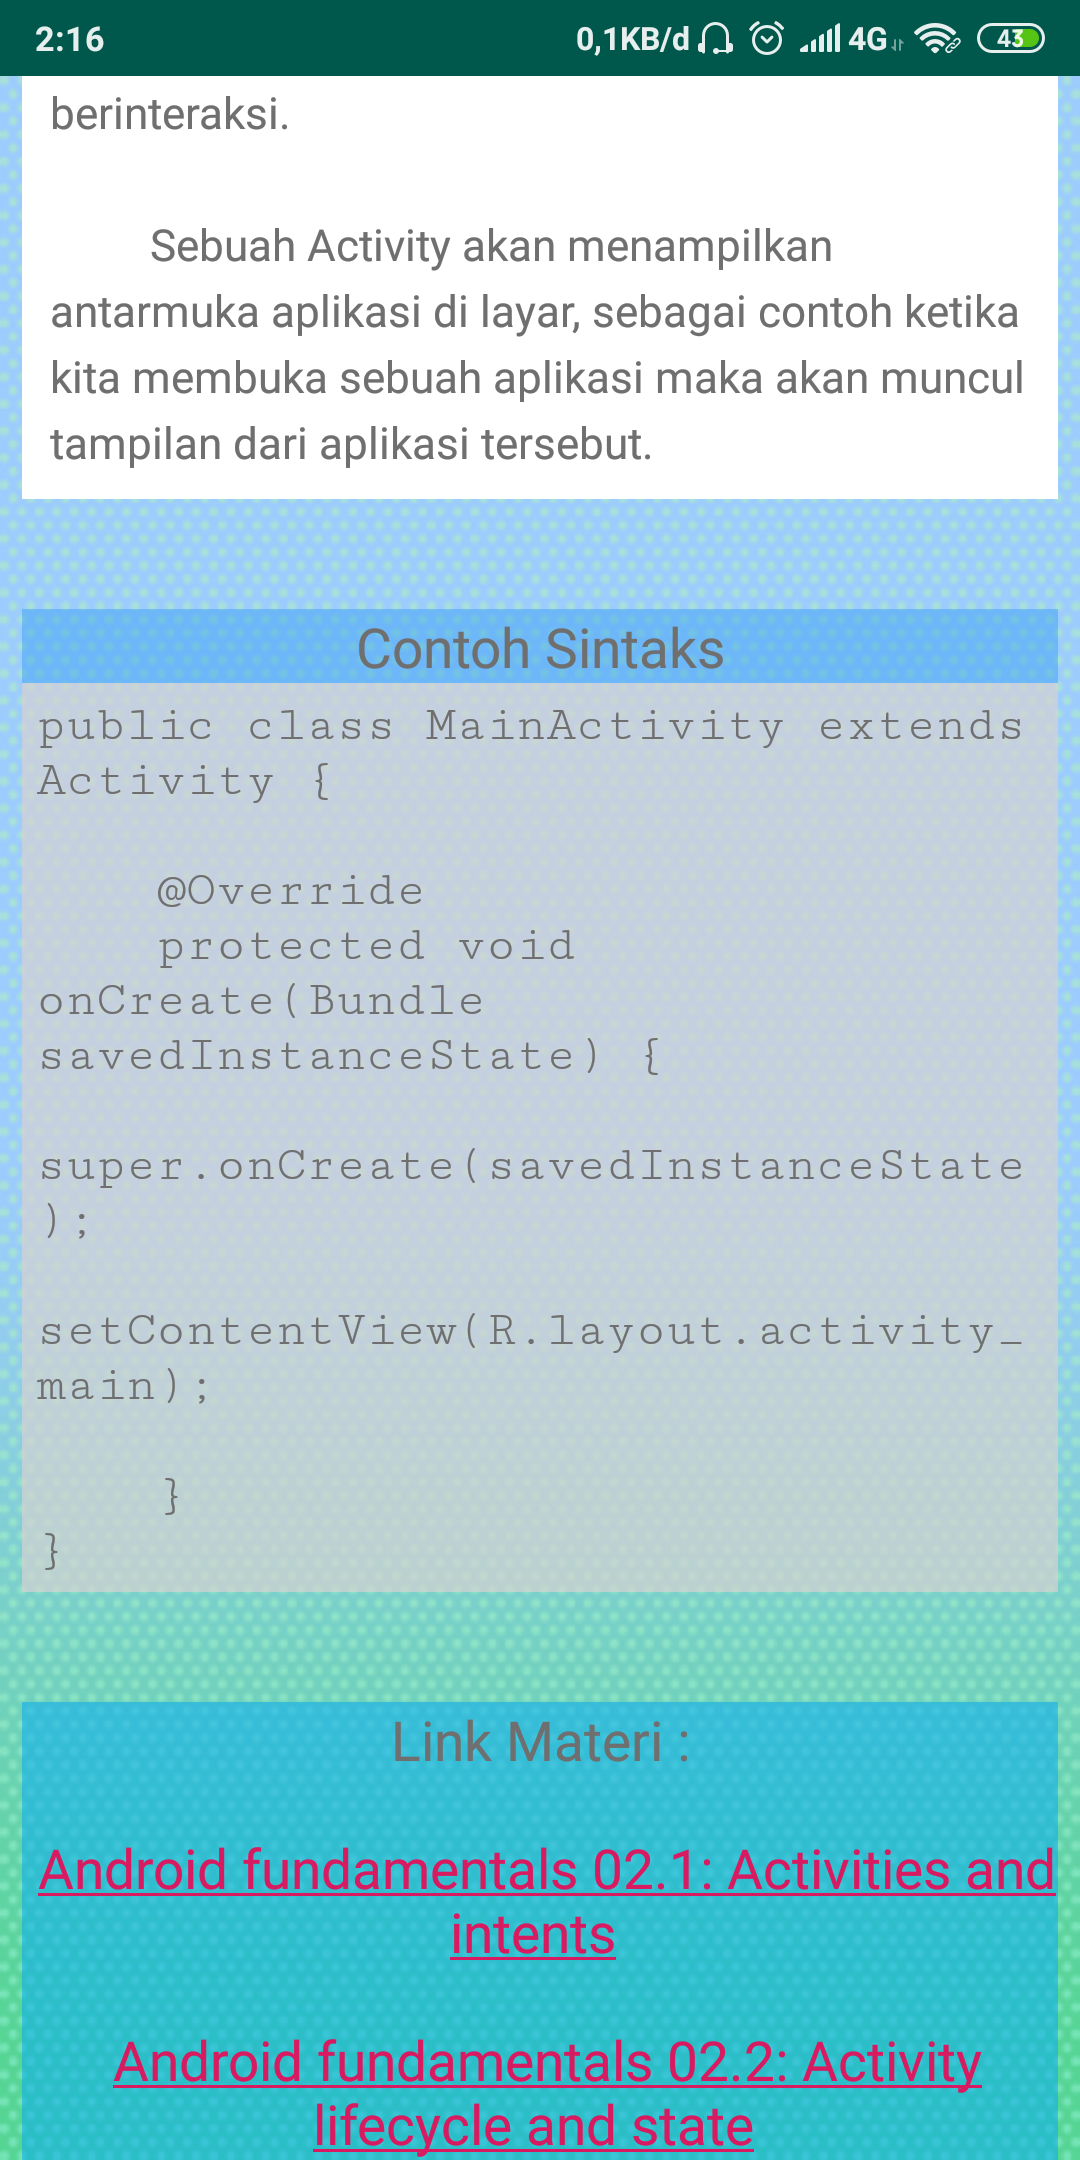 2:16 0,1KB/d 4G 43
berinteraksi.
Sebuah Activity akan menampilkan
antarmuka aplikasi di layar, sebagai contoh ketika
kita membuka sebuah aplikasi maka akan muncul
tampilan dari aplikasi tersebut.
Contoh Sintaks
public class MainActivity extends
Activity {
@Override
protected void
onCreate(Bundle
savedInstanceState) {
super.onCreate(savedInstanceState
);
setContentView(R.layout.activity_
main);
}
}
Link Materi :
Android fundamentals 02.1: Activities and
intents
Android fundamentals 02.2: Activity
lifecycle and state